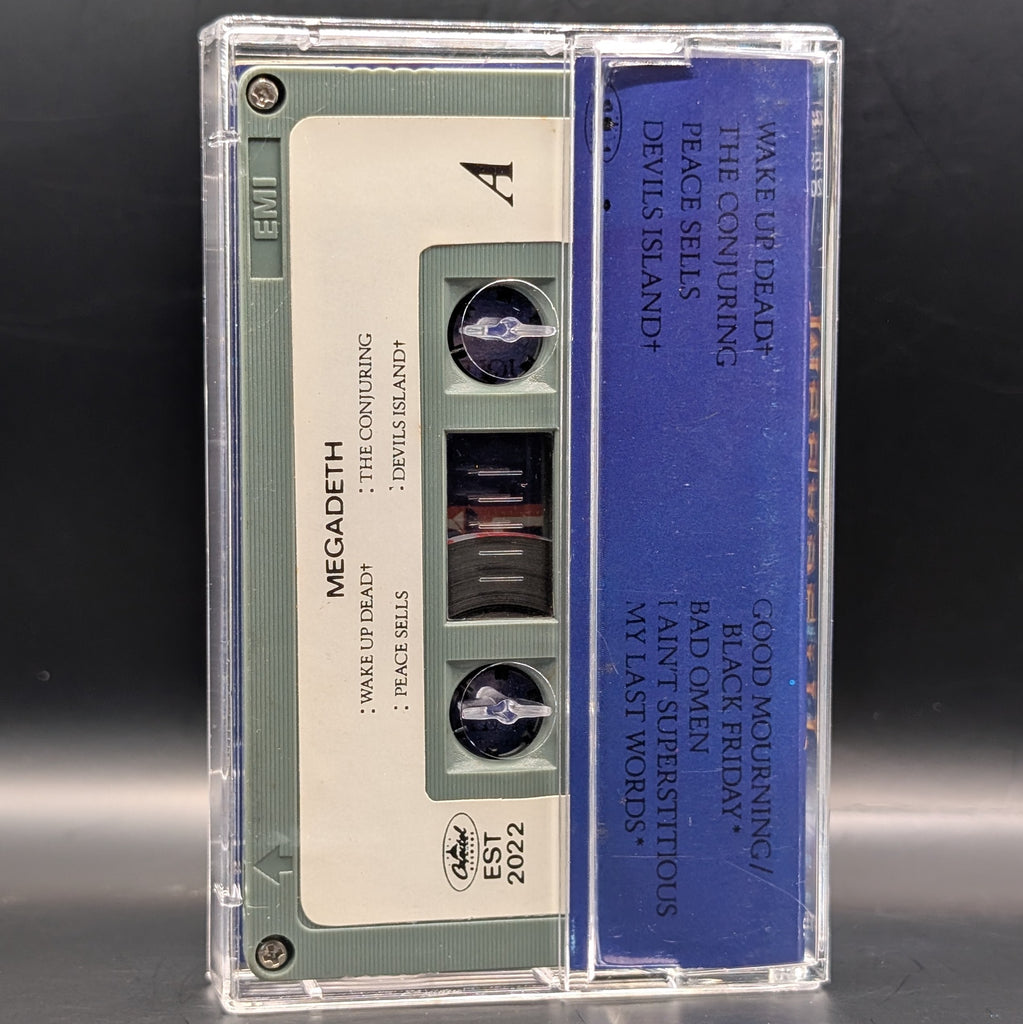 EMI
A
MEGADETH
: WAKE UP DEAD† : THE CONJURING
: PEACE SELLS : DEVILS ISLAND†
Capitol
EST
2022
WAKE UP DEAD†
THE CONJURING
PEACE SELLS
DEVILS ISLAND†
GOOD MOURNING/
BLACK FRIDAY*
BAD OMEN
I AIN'T SUPERSTITIOUS
MY LAST WORDS*